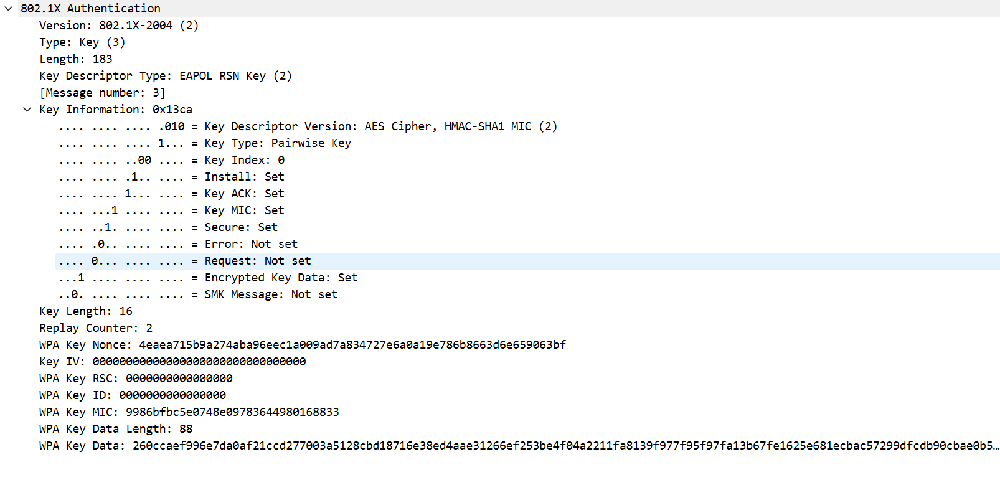 802.1X Authentication
Version: 802.1X-2004 (2)
Type: Key (3)
Length: 183
Key Descriptor Type: EAPOL RSN Key (2)
[Message number: 3]
Key Information: 0x13ca
.... .... .... .010 = Key Descriptor Version: AES Cipher, HMAC-SHA1 MIC (2)
.... .... .... 1... = Key Type: Pairwise Key
.... .... ..00 .... = Key Index: 0
.... .... .1.. .... = Install: Set
.... .... 1... .... = Key ACK: Set
.... ...1 .... .... = Key MIC: Set
.... ..1. .... .... = Secure: Set
.... .0.. .... .... = Error: Not set
.... 0... .... .... = Request: Not set
...1 .... .... .... = Encrypted Key Data: Set
..0. .... .... .... = SMK Message: Not set
Key Length: 16
Replay Counter: 2
WPA Key Nonce: 4eaea715b9a274aba96eec1a009ad7a834727e6a0a19e786b8663d6e659063bf
Key IV: 00000000000000000000000000000000
WPA Key RSC: 0000000000000000
WPA Key ID: 0000000000000000
WPA Key MIC: 9986bfbc5e0748e09783644980168833
WPA Key Data Length: 88
WPA Key Data: 260ccaef996e7da0af21ccd277003a5128cbd18716e38ed4aae31266ef253be4f04a2211fa8139f977f95f97fa13b67fe1625e681ecbac57299dfcdb90cbae0b5…